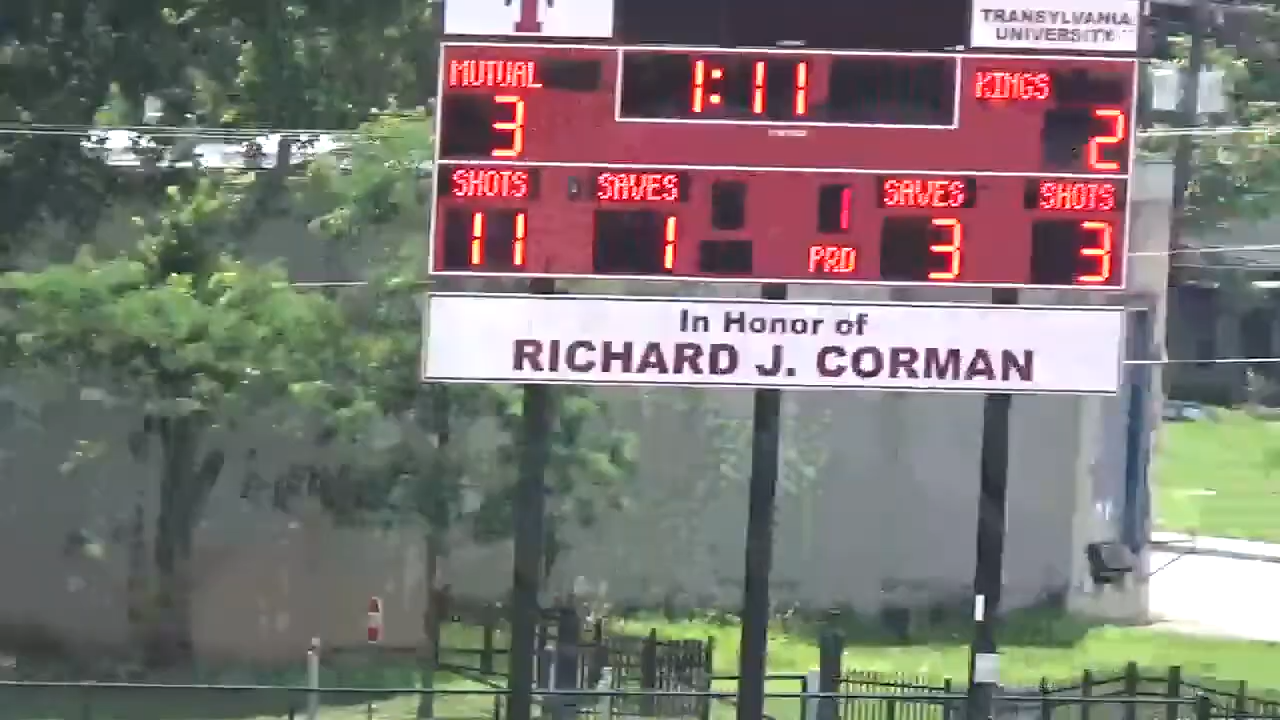 T
TRANSYLVANIA
UNIVERSITY
MUTUAL 1:11 KINGS
3 2
SHOTS SAVES 1 SAVES SHOTS
11 1 PRD 3 3
In Honor of
RICHARD J. CORMAN